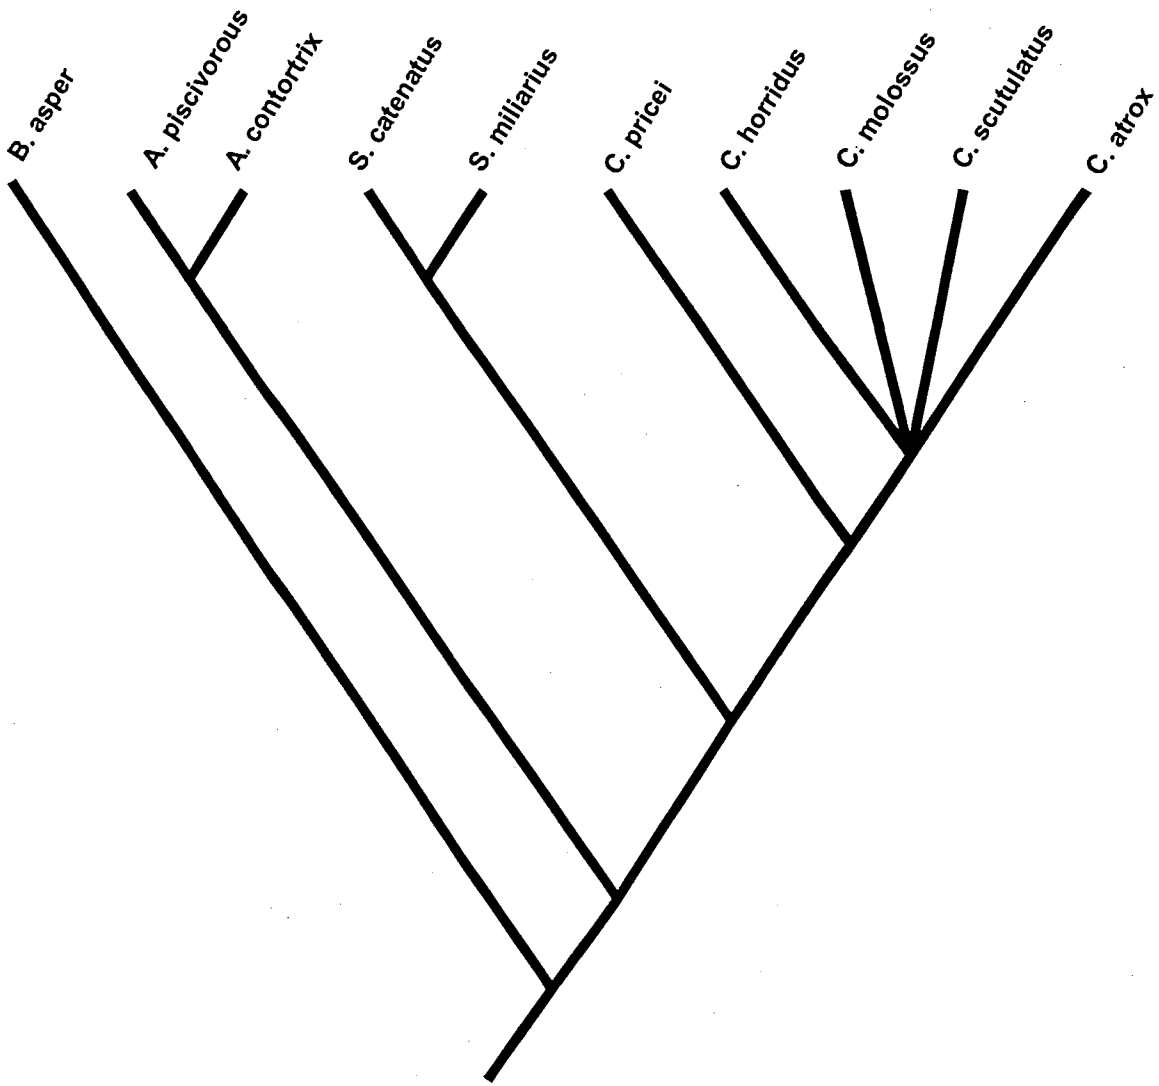 B. asper
A. piscivorous
A. contortrix
S. catenatus
S. miliarius
C. pricei
C. horridus
C. molossus
C. scutulatus
C. atrox